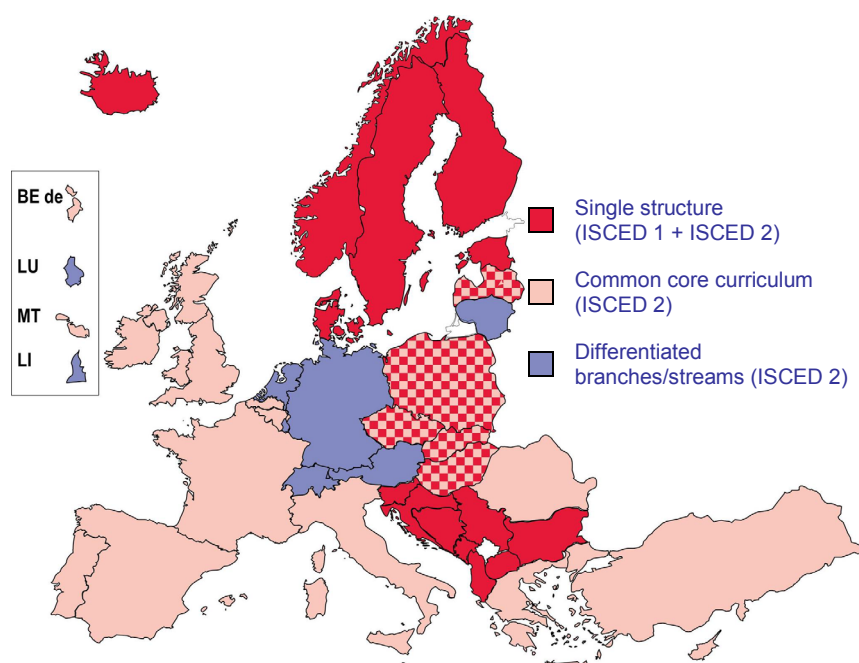 BE de
LU
MT
LI
Single structure
(ISCED 1 + ISCED 2)
Common core curriculum
(ISCED 2)
Differentiated
branches/streams (ISCED 2)